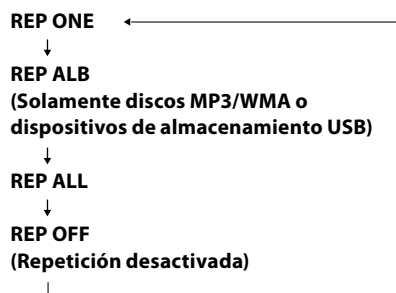 REP ONE
REP ALB
(Solamente discos MP3/WMA o
dispositivos de almacenamiento USB)
REP ALL
REP OFF
(Repetición desactivada)